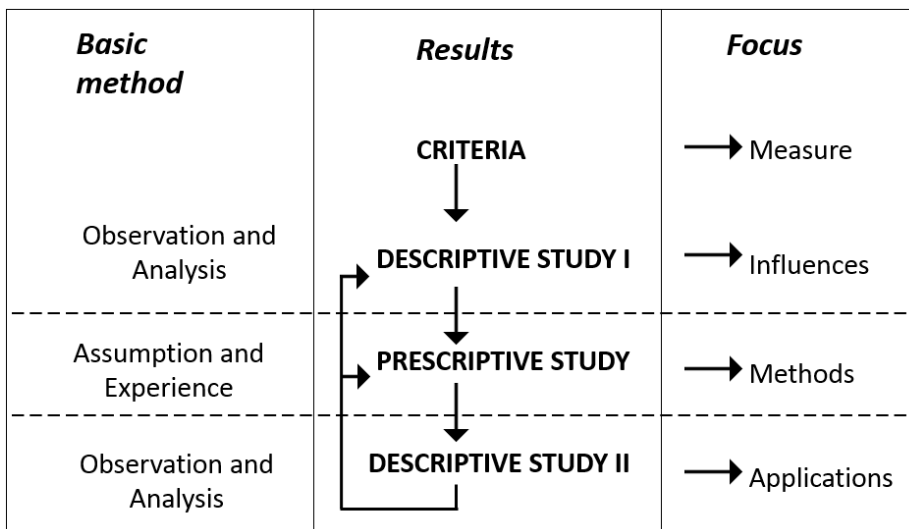 Basic
method
Results
Focus
CRITERIA
Measure
Observation and
Analysis
DESCRIPTIVE STUDY I
Influences
Assumption and
Experience
PRESCRIPTIVE STUDY
Methods
Observation and
Analysis
DESCRIPTIVE STUDY II
Applications